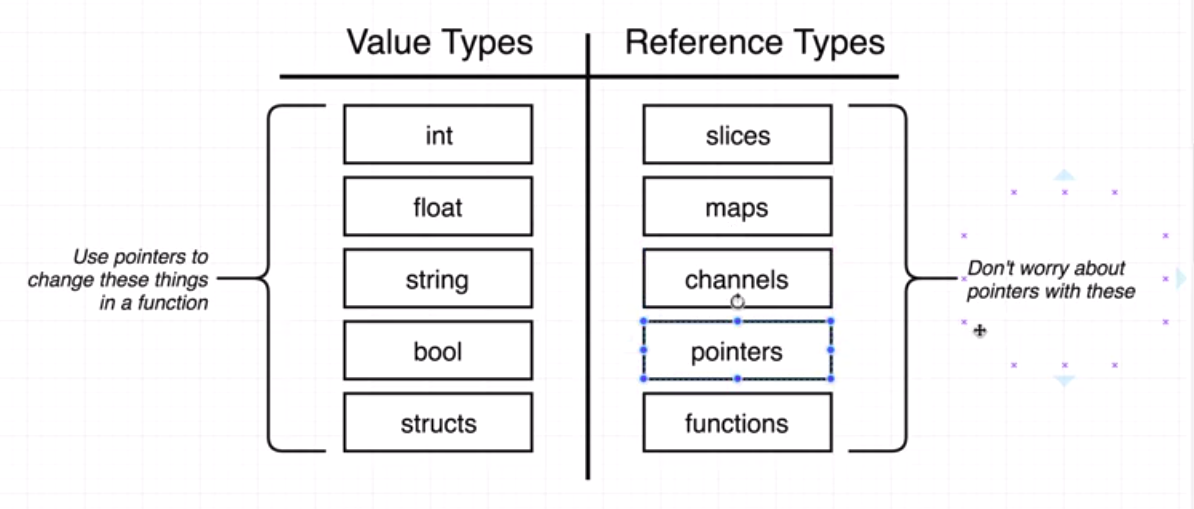 Value Types
Reference Types
int
slices
float
maps
Use pointers to
change these things
in a function
string
channels
Don't worry about
pointers with these
bool
pointers
structs
functions